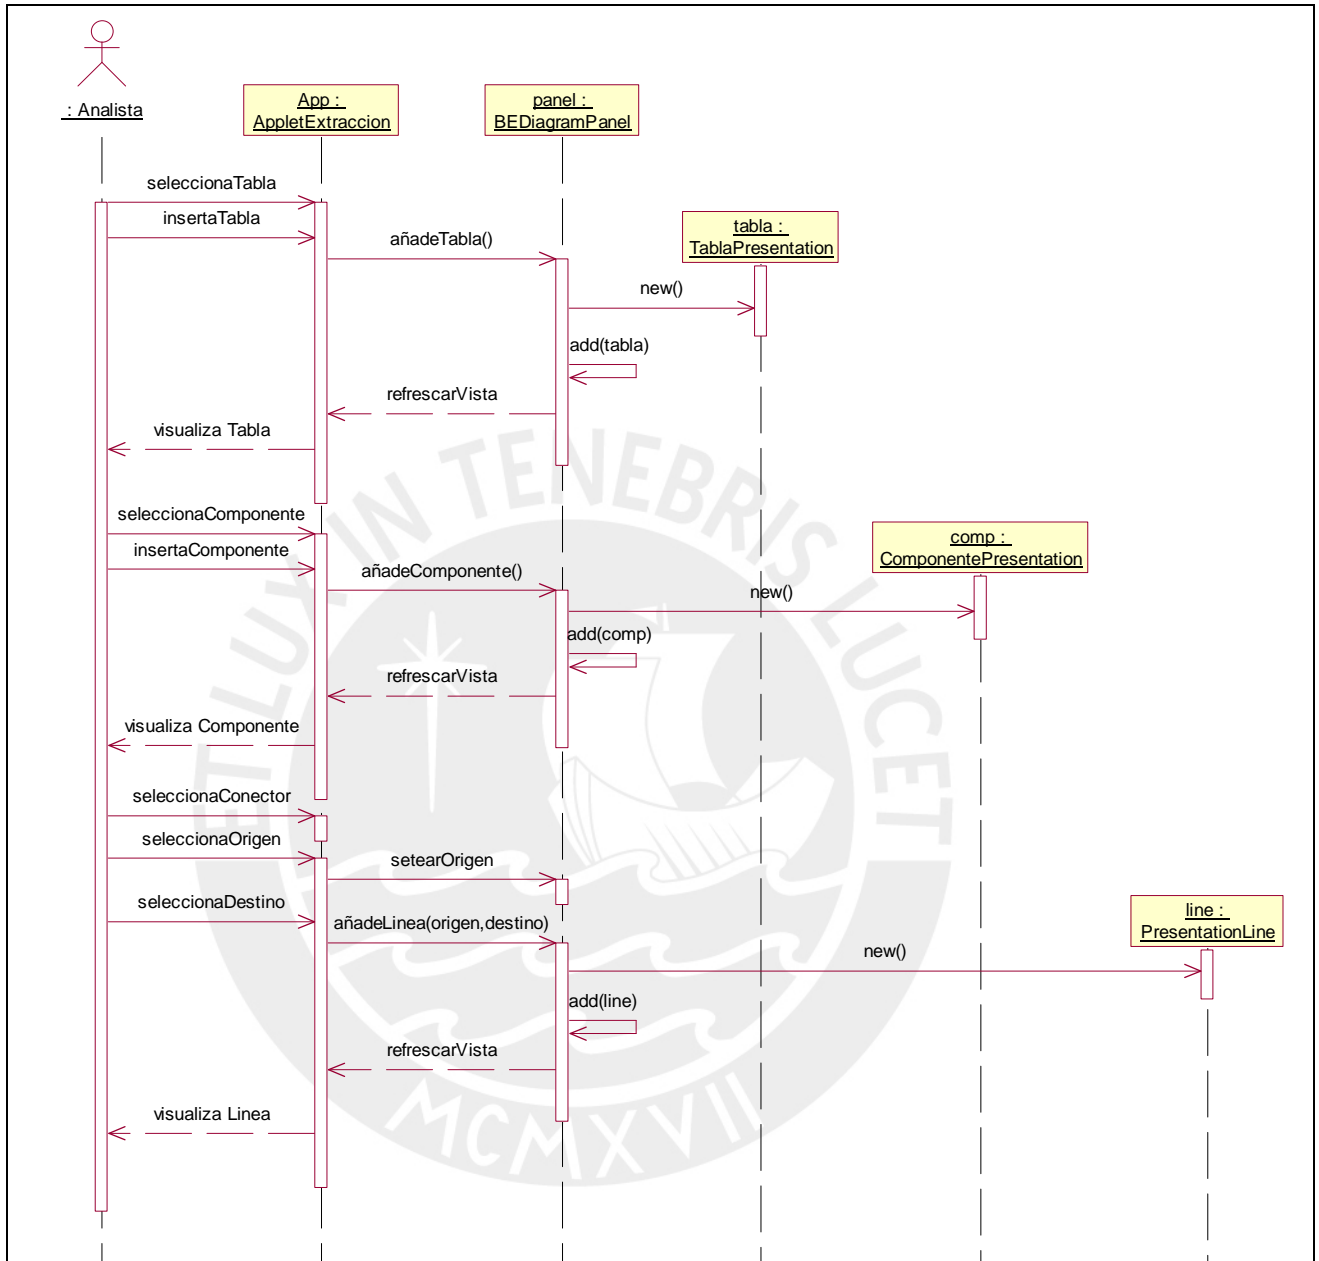 : Analista
App :
AppletExtraccion
panel :
BEDiagramPanel
seleccionaTabla
insertaTabla
añadeTabla()
tabla :
TablaPresentation
new()
add(tabla)
refrescarVista
visualiza Tabla
seleccionaComponente
insertaComponente
añadeComponente()
comp :
ComponentePresentation
new()
add(comp)
refrescarVista
visualiza Componente
seleccionaConector
seleccionaOrigen
setearOrigen
seleccionaDestino
añadeLinea(origen,destino)
line :
PresentationLine
new()
add(line)
refrescarVista
visualiza Linea
ET LUX IN TENEBRIS LUCET
MCMXVII